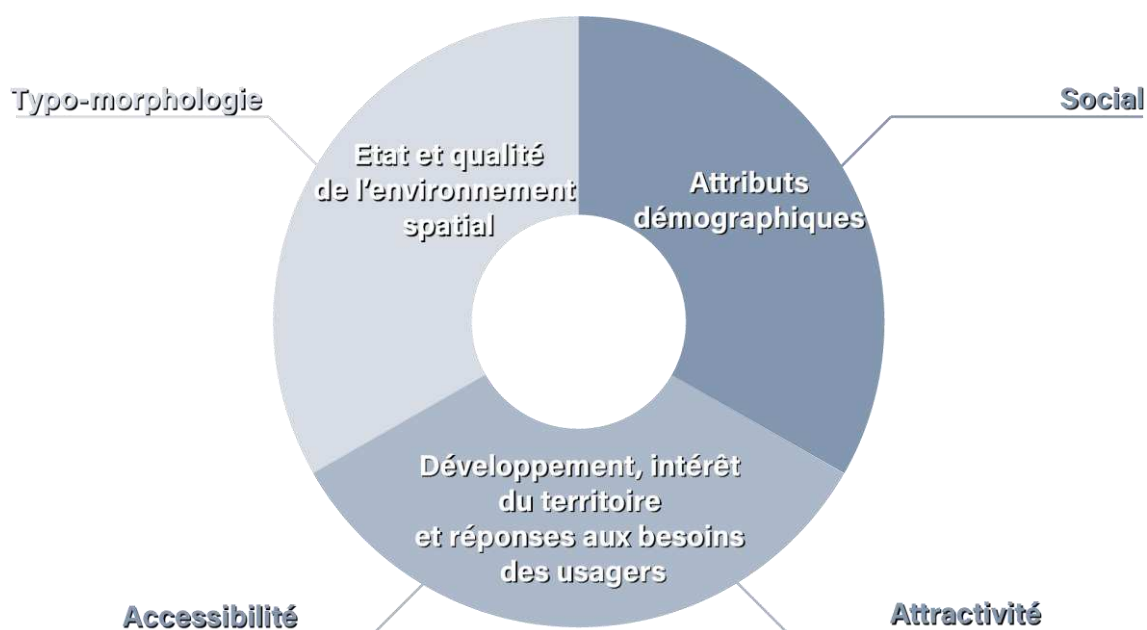 Typo-morphologie
Social
Etat et qualité
de l'environnement
spatial
Attributs
démographiques
Développement, intérêt
du territoire
et réponses aux besoins
des usagers
Accessibilité
Attractivité